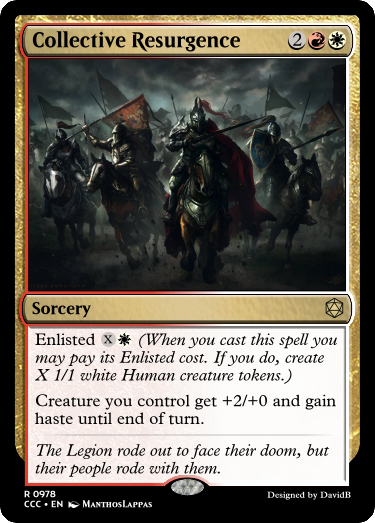 Collective Resurgence 2
Sorcery
Enlisted X (When you cast this spell you
may pay its Enlisted cost. If you do, create
X 1/1 white Human creature tokens.)
Creature you control get +2/+0 and gain
haste until end of turn.
The Legion rode out to face their doom, but
their people rode with them.
R 0978
CCC • EN MANTHOSLAPPAS
Designed by DavidB